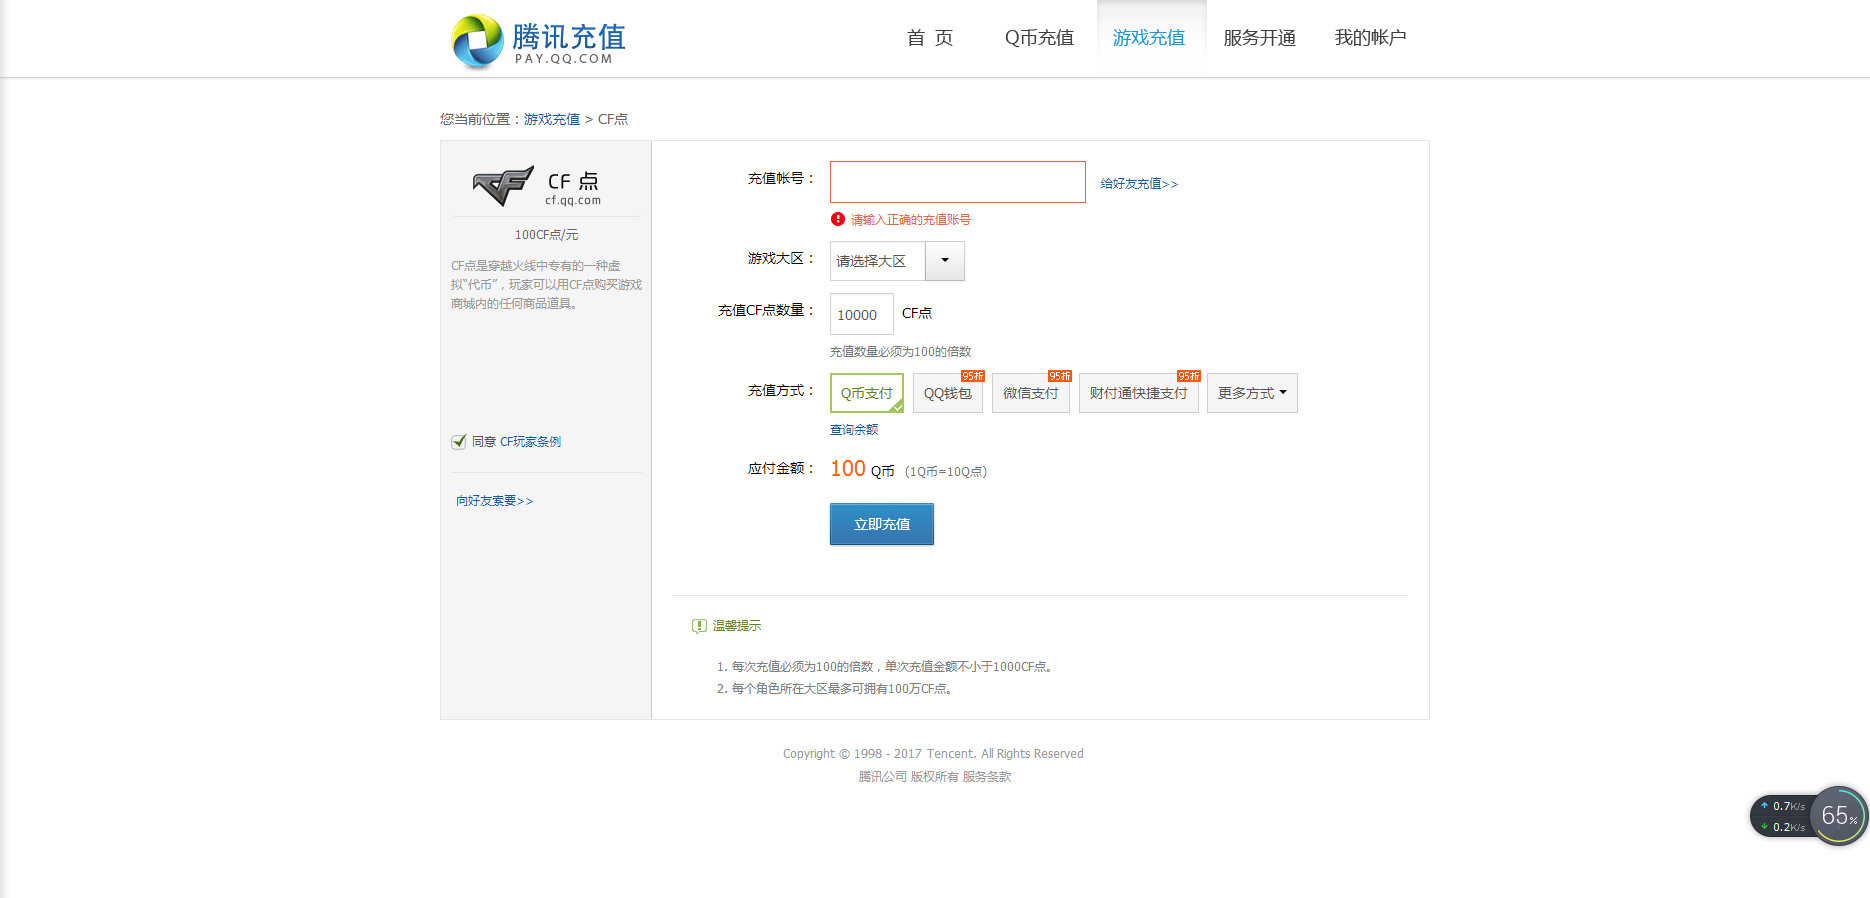 腾讯充值
PAY.QQ.COM
首 页 Q币充值 游戏充值 服务开通 我的帐户
您当前位置：游戏充值 > CF点
CF 点
cf.qq.com
100CF点/元
CF点是穿越火线中专有的一种虚
拟“代币”，玩家可以用CF点购买游戏
商城内的任何商品道具。
同意 CF玩家条例
向好友索要>>
充值帐号： 给好友充值>>
请输入正确的充值账号
游戏大区： 请选择大区
充值CF点数量： 10000 CF点
充值数量必须为100的倍数
充值方式： Q币支付 QQ钱包 95折 微信支付 95折 财付通快捷支付 95折 更多方式
查询余额
应付金额： 100 Q币 (1Q币=10Q点)
立即充值
温馨提示
1. 每次充值必须为100的倍数，单次充值金额不小于1000CF点。
2. 每个角色所在大区最多可拥有100万CF点。
Copyright © 1998 - 2017 Tencent. All Rights Reserved
腾讯公司 版权所有 服务条款
0.7K/s
0.2K/s
65%